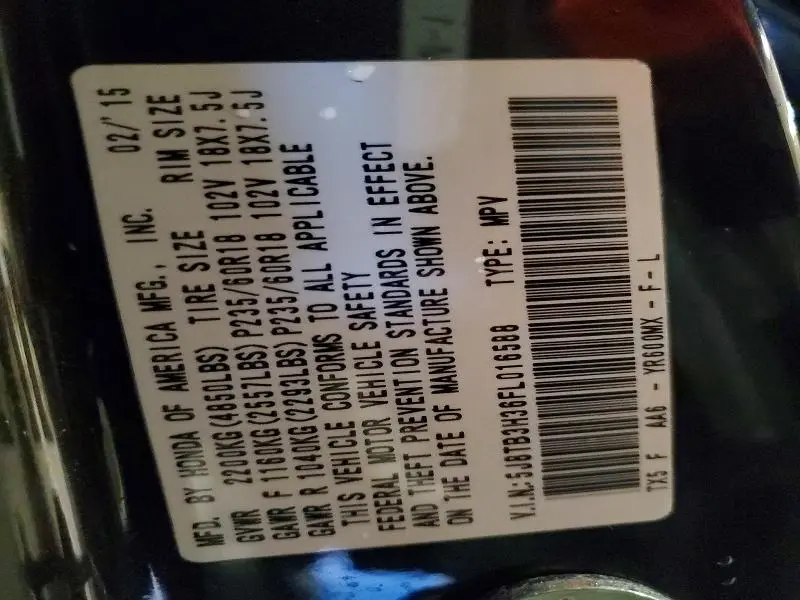 MFD. BY HONDA OF AMERICA MFG., INC. 02/'15
GVWR 2200KG(4850LBS) TIRE SIZE RIM SIZE
GAWR F 1160KG(2557LBS) P235/60R18 102V 18X7.5J
GAWR R 1040KG(2293LBS) P235/60R18 102V 18X7.5J
THIS VEHICLE CONFORMS TO ALL APPLICABLE
FEDERAL MOTOR VEHICLE SAFETY
AND THEFT PREVENTION STANDARDS IN EFFECT
ON THE DATE OF MANUFACTURE SHOWN ABOVE.
V.I.N:5J8TB3H36FL016588 TYPE: MPV
TX5 F AA6 - YR600MX - F - L